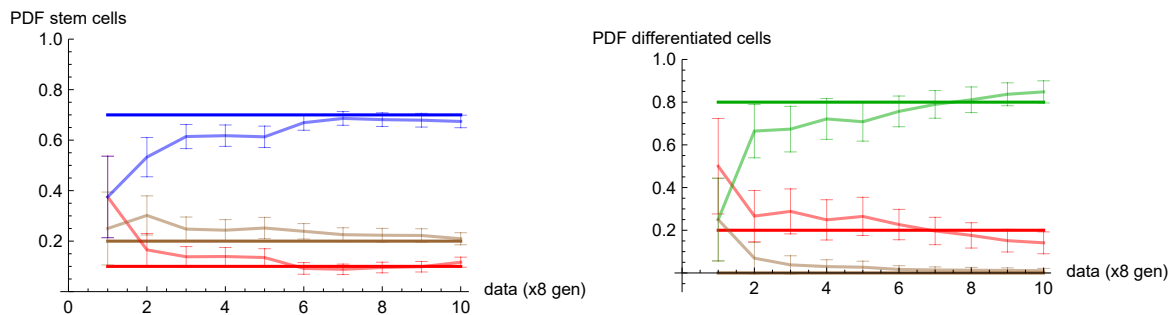 PDF stem cells
1.0
0.8
0.6
0.4
0.2
0 2 4 6 8 10
data (x8 gen)
PDF differentiated cells
1.0
0.8
0.6
0.4
0.2
2 4 6 8 10
data (x8 gen)